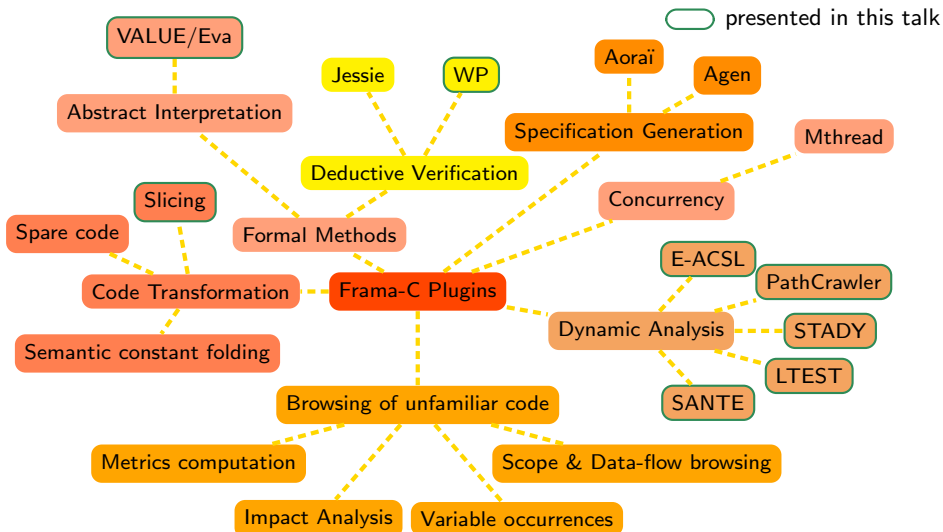 presented in this talk
VALUE/Eva
Aoraï
Jessie
WP
Agen
Abstract Interpretation
Specification Generation
Mthread
Deductive Verification
Slicing
Concurrency
Spare code
Formal Methods
E-ACSL
PathCrawler
Code Transformation
Frama-C Plugins
Dynamic Analysis
STADY
Semantic constant folding
LTEST
SANTE
Browsing of unfamiliar code
Metrics computation
Scope & Data-flow browsing
Impact Analysis
Variable occurrences